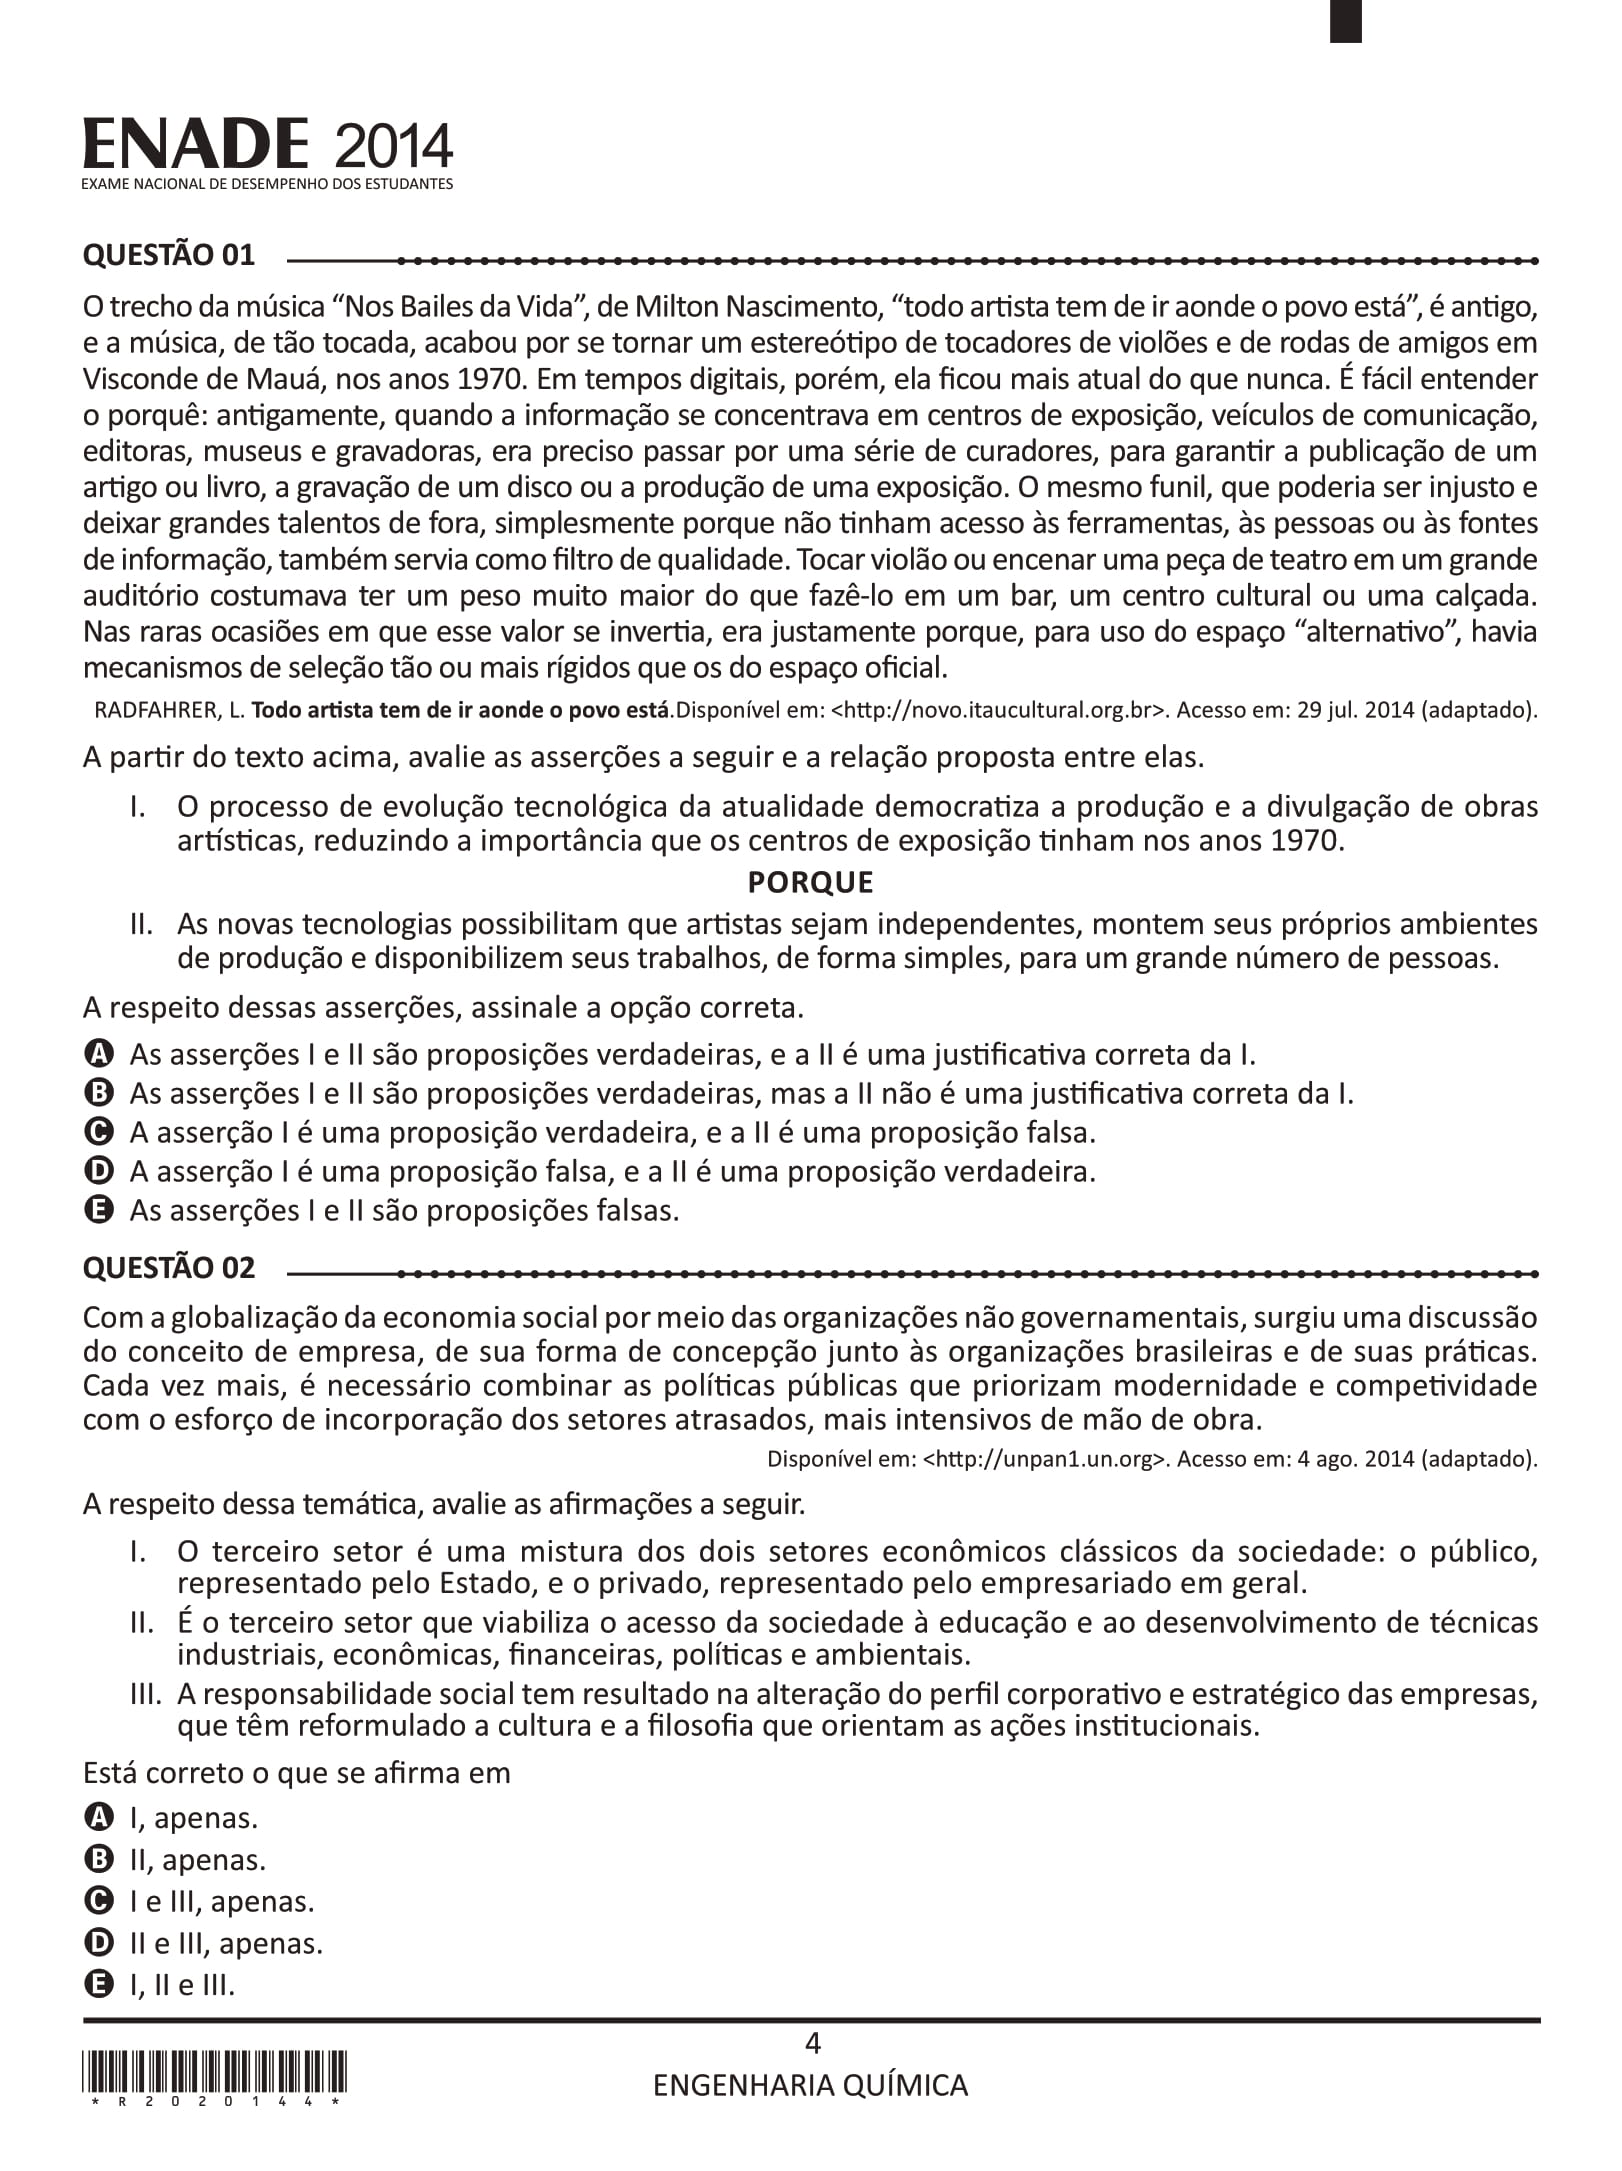 ENADE 2014
EXAME NACIONAL DE DESEMPENHO DOS ESTUDANTES
QUESTÃO 01
O trecho da música “Nos Bailes da Vida”, de Milton Nascimento, “todo artista tem de ir aonde o povo está”, é antigo,
e a música, de tão tocada, acabou por se tornar um estereótipo de tocadores de violões e de rodas de amigos em
Visconde de Mauá, nos anos 1970. Em tempos digitais, porém, ela ficou mais atual do que nunca. É fácil entender
o porquê: antigamente, quando a informação se concentrava em centros de exposição, veículos de comunicação,
editoras, museus e gravadoras, era preciso passar por uma série de curadores, para garantir a publicação de um
artigo ou livro, a gravação de um disco ou a produção de uma exposição. O mesmo funil, que poderia ser injusto e
deixar grandes talentos de fora, simplesmente porque não tinham acesso às ferramentas, às pessoas ou às fontes
de informação, também servia como filtro de qualidade. Tocar violão ou encenar uma peça de teatro em um grande
auditório costumava ter um peso muito maior do que fazê-lo em um bar, um centro cultural ou uma calçada.
Nas raras ocasiões em que esse valor se invertia, era justamente porque, para uso do espaço “alternativo”, havia
mecanismos de seleção tão ou mais rígidos que os do espaço oficial.
RADFAHRER, L. Todo artista tem de ir aonde o povo está.Disponível em: <http://novo.itaucultural.org.br>. Acesso em: 29 jul. 2014 (adaptado).
A partir do texto acima, avalie as asserções a seguir e a relação proposta entre elas.
I. O processo de evolução tecnológica da atualidade democratiza a produção e a divulgação de obras
artísticas, reduzindo a importância que os centros de exposição tinham nos anos 1970.
PORQUE
II. As novas tecnologias possibilitam que artistas sejam independentes, montem seus próprios ambientes
de produção e disponibilizem seus trabalhos, de forma simples, para um grande número de pessoas.
A respeito dessas asserções, assinale a opção correta.
A As asserções I e II são proposições verdadeiras, e a II é uma justificativa correta da I.
B As asserções I e II são proposições verdadeiras, mas a II não é uma justificativa correta da I.
C A asserção I é uma proposição verdadeira, e a II é uma proposição falsa.
D A asserção I é uma proposição falsa, e a II é uma proposição verdadeira.
E As asserções I e II são proposições falsas.
QUESTÃO 02
Com a globalização da economia social por meio das organizações não governamentais, surgiu uma discussão
do conceito de empresa, de sua forma de concepção junto às organizações brasileiras e de suas práticas.
Cada vez mais, é necessário combinar as políticas públicas que priorizam modernidade e competividade
com o esforço de incorporação dos setores atrasados, mais intensivos de mão de obra.
Disponível em: <http://unpan1.un.org>. Acesso em: 4 ago. 2014 (adaptado).
A respeito dessa temática, avalie as afirmações a seguir.
I. O terceiro setor é uma mistura dos dois setores econômicos clássicos da sociedade: o público,
representado pelo Estado, e o privado, representado pelo empresariado em geral.
II. É o terceiro setor que viabiliza o acesso da sociedade à educação e ao desenvolvimento de técnicas
industriais, econômicas, financeiras, políticas e ambientais.
III. A responsabilidade social tem resultado na alteração do perfil corporativo e estratégico das empresas,
que têm reformulado a cultura e a filosofia que orientam as ações institucionais.
Está correto o que se afirma em
A I, apenas.
B II, apenas.
C I e III, apenas.
D II e III, apenas.
E I, II e III.
4
ENGENHARIA QUÍMICA
*R2020144*